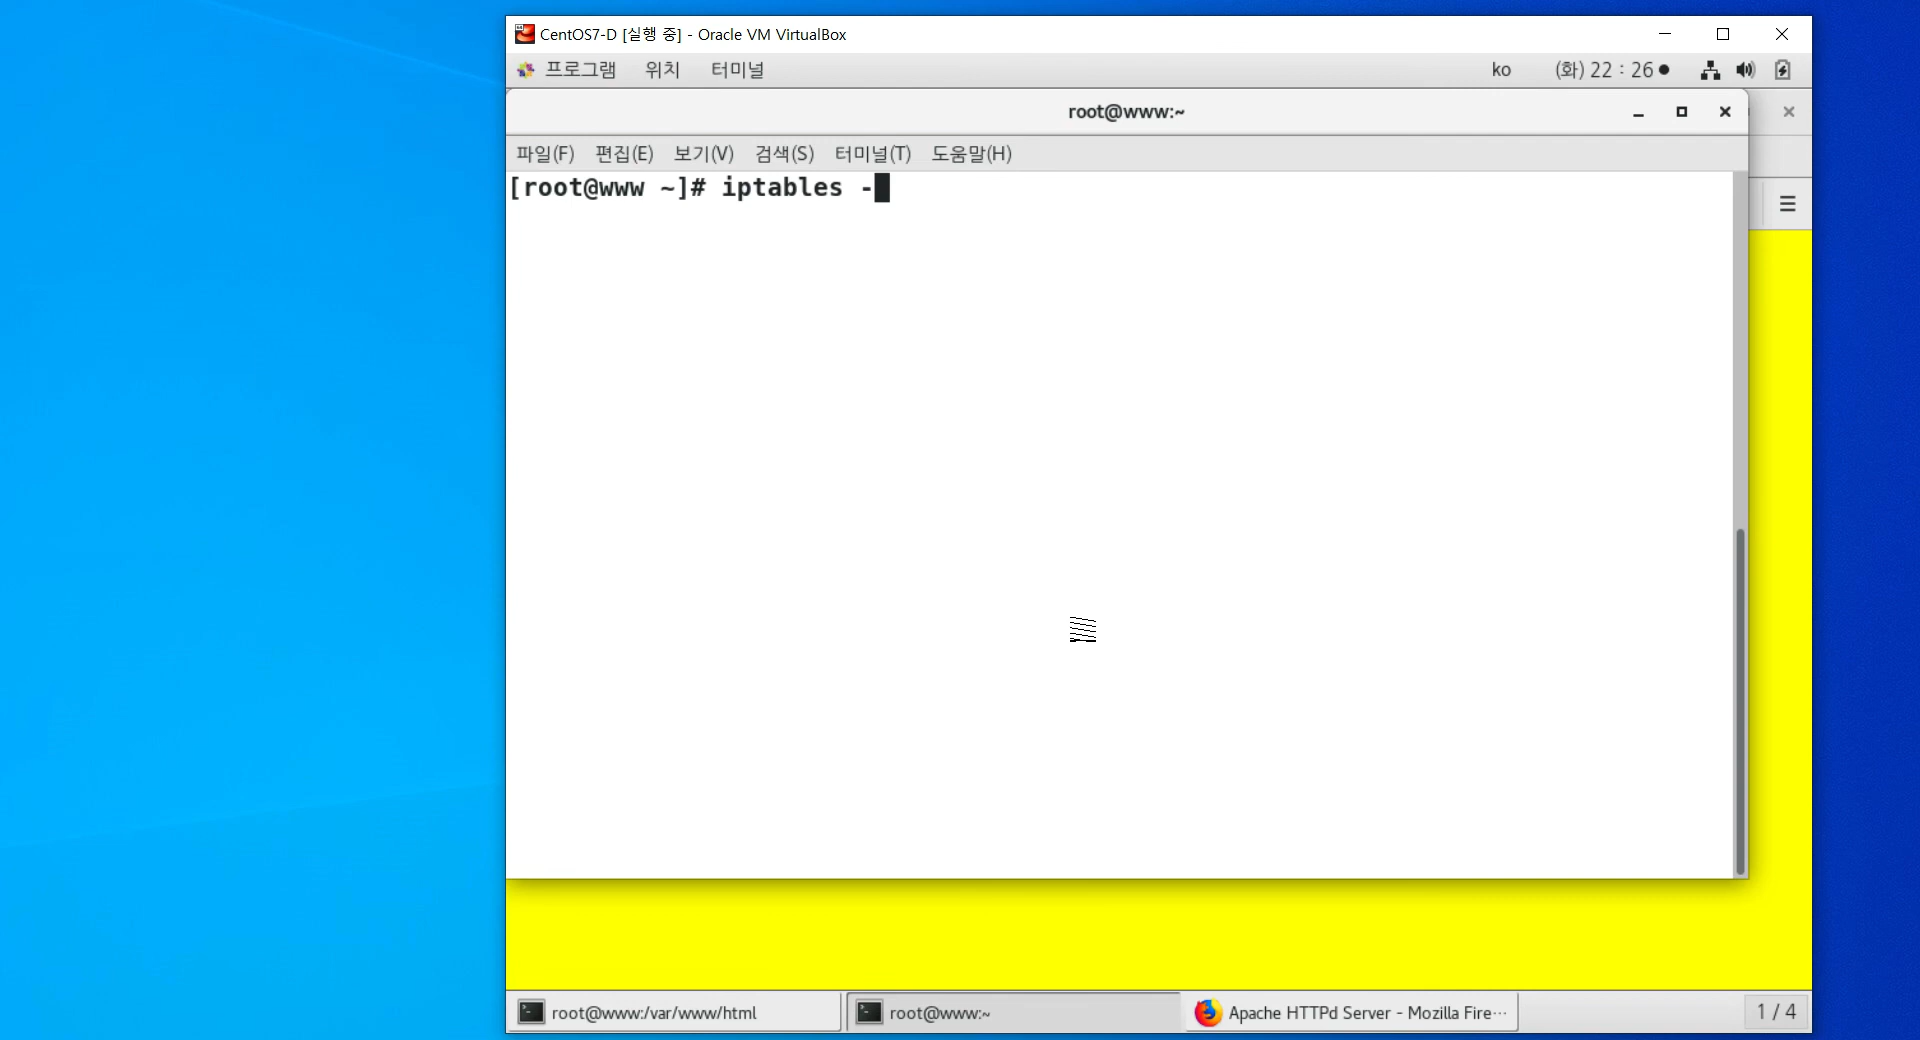 CentOS7-D [실행 중] - Oracle VM VirtualBox
프로그램 위치 터미널 ko (화) 22 : 26
root@www:~
파일(F) 편집(E) 보기(V) 검색(S) 터미널(T) 도움말(H)
[root@www ~]# iptables -
root@www:/var/www/html root@www:~ Apache HTTPd Server - Mozilla Fire··· 1 / 4